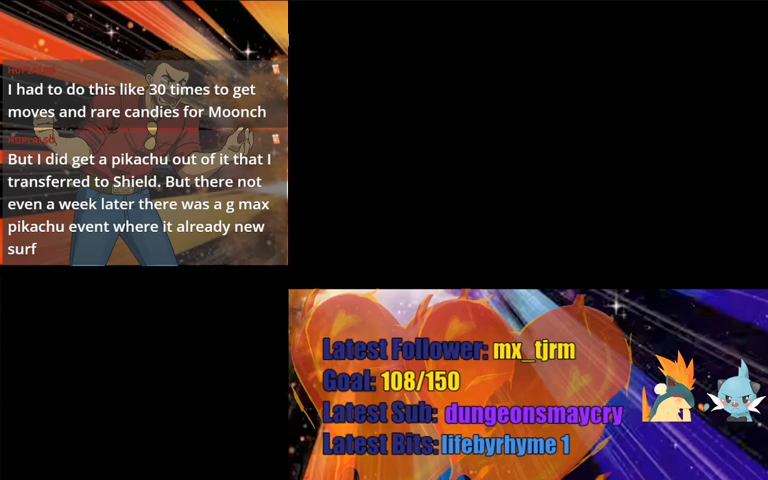 I had to do this like 30 times to get
moves and rare candies for Moonch
But I did get a pikachu out of it that I
transferred to Shield. But there not
even a week later there was a g max
pikachu event where it already new
surf
Latest Follower: mx_tjrm
Goal: 108/150
Latest Sub: dungeonsmaycry
Latest Bits: lifebyrhyme 1